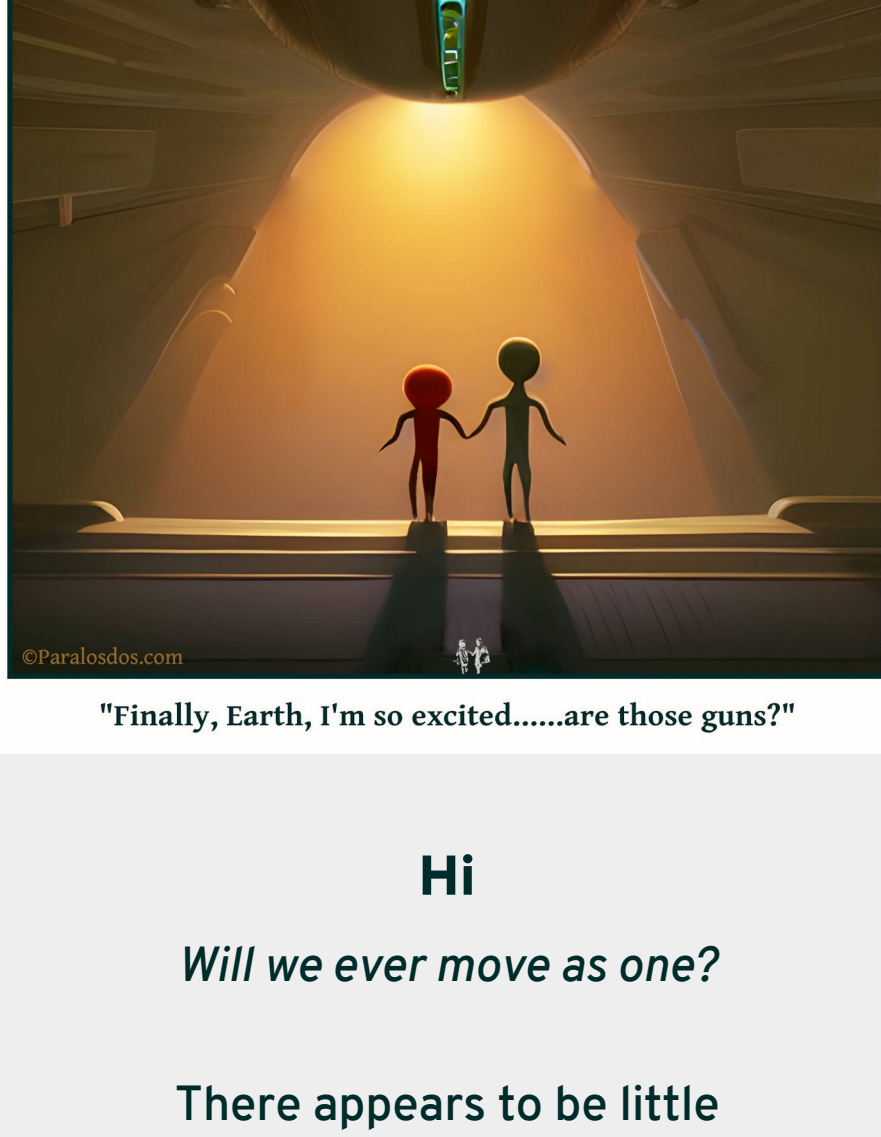 ©Paralosdos.com
"Finally, Earth, I'm so excited......are those guns?"
Hi
Will we ever move as one?
There appears to be little